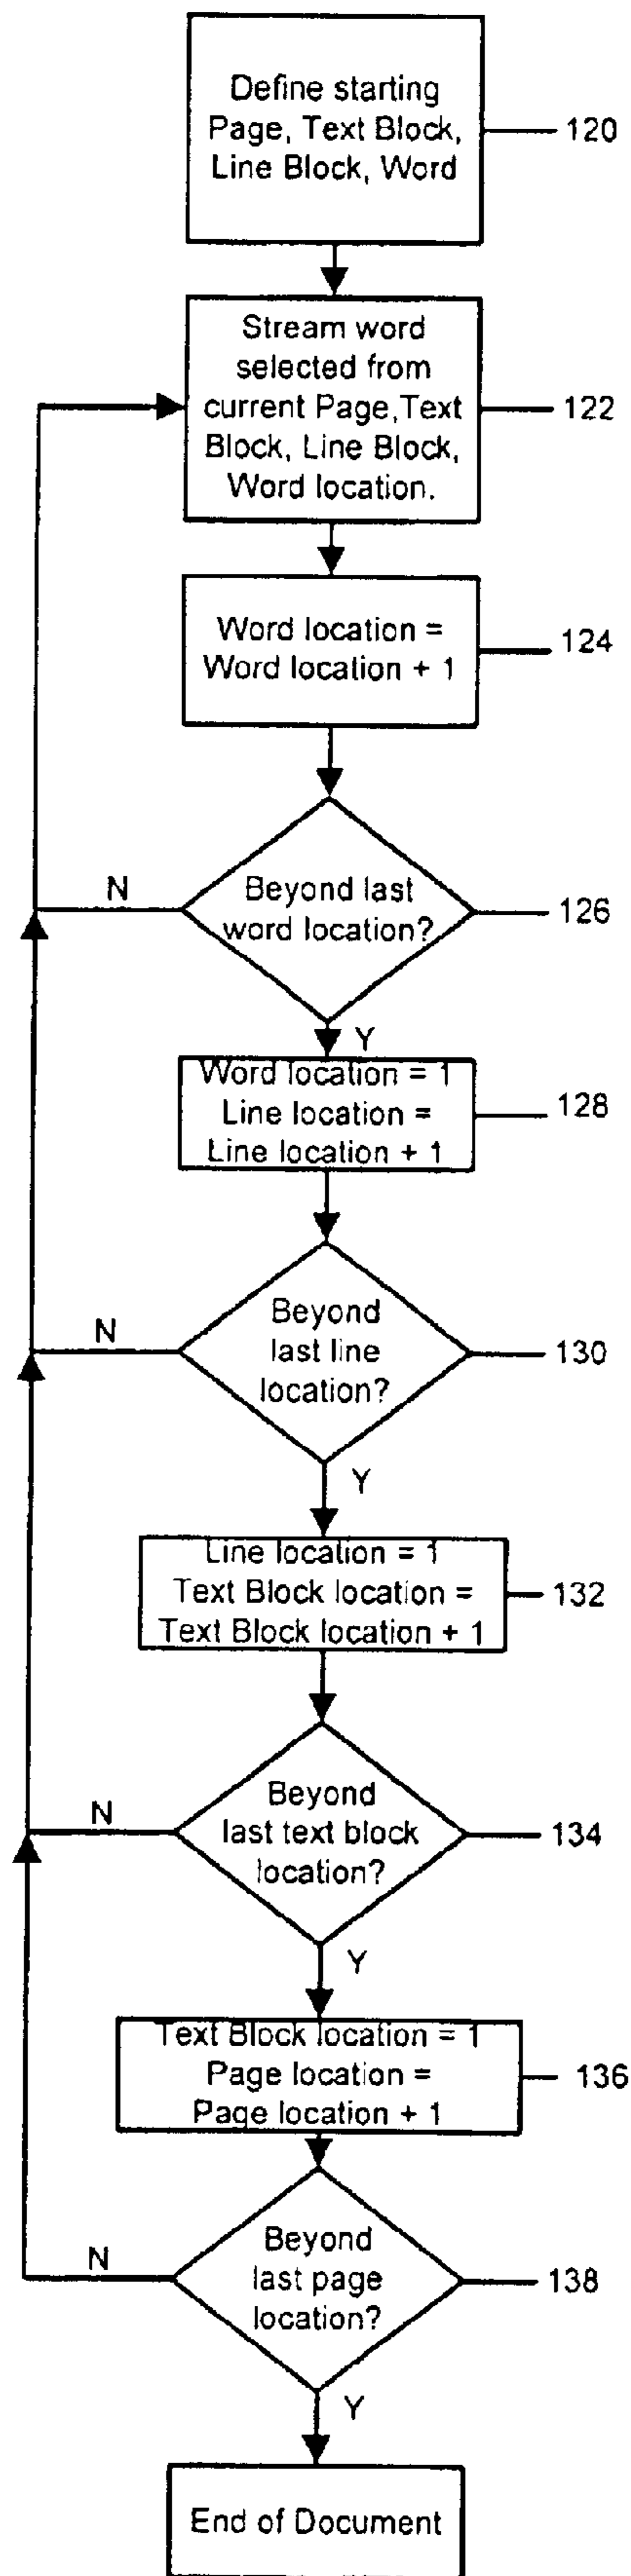 Define starting
Page, Text Block,
Line Block, Word
120
Stream word
selected from
current Page,Text
Block, Line Block,
Word location.
122
Word location =
Word location + 1
124
N
Beyond last
word location?
126
Y
Word location = 1
Line location =
Line location + 1
128
N
Beyond
last line
location?
130
Y
Line location = 1
Text Block location =
Text Block location + 1
132
N
Beyond
last text block
location?
134
Y
Text Block location = 1
Page location =
Page location + 1
136
N
Beyond
last page
location?
138
Y
End of Document